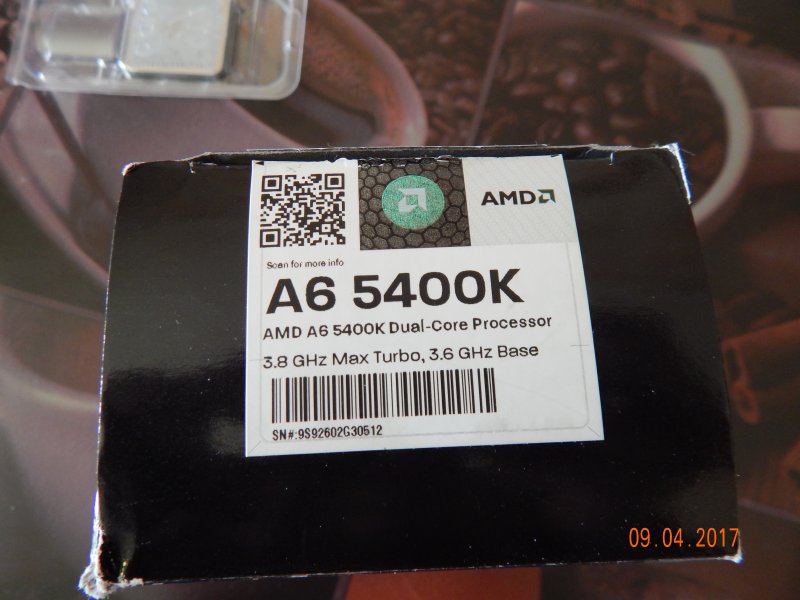 AMD
Scan for more info
A6 5400K
AMD A6 5400K Dual-Core Processor
3.8 GHz Max Turbo, 3.6 GHz Base
SN#:9S92602G30512
09.04.2017